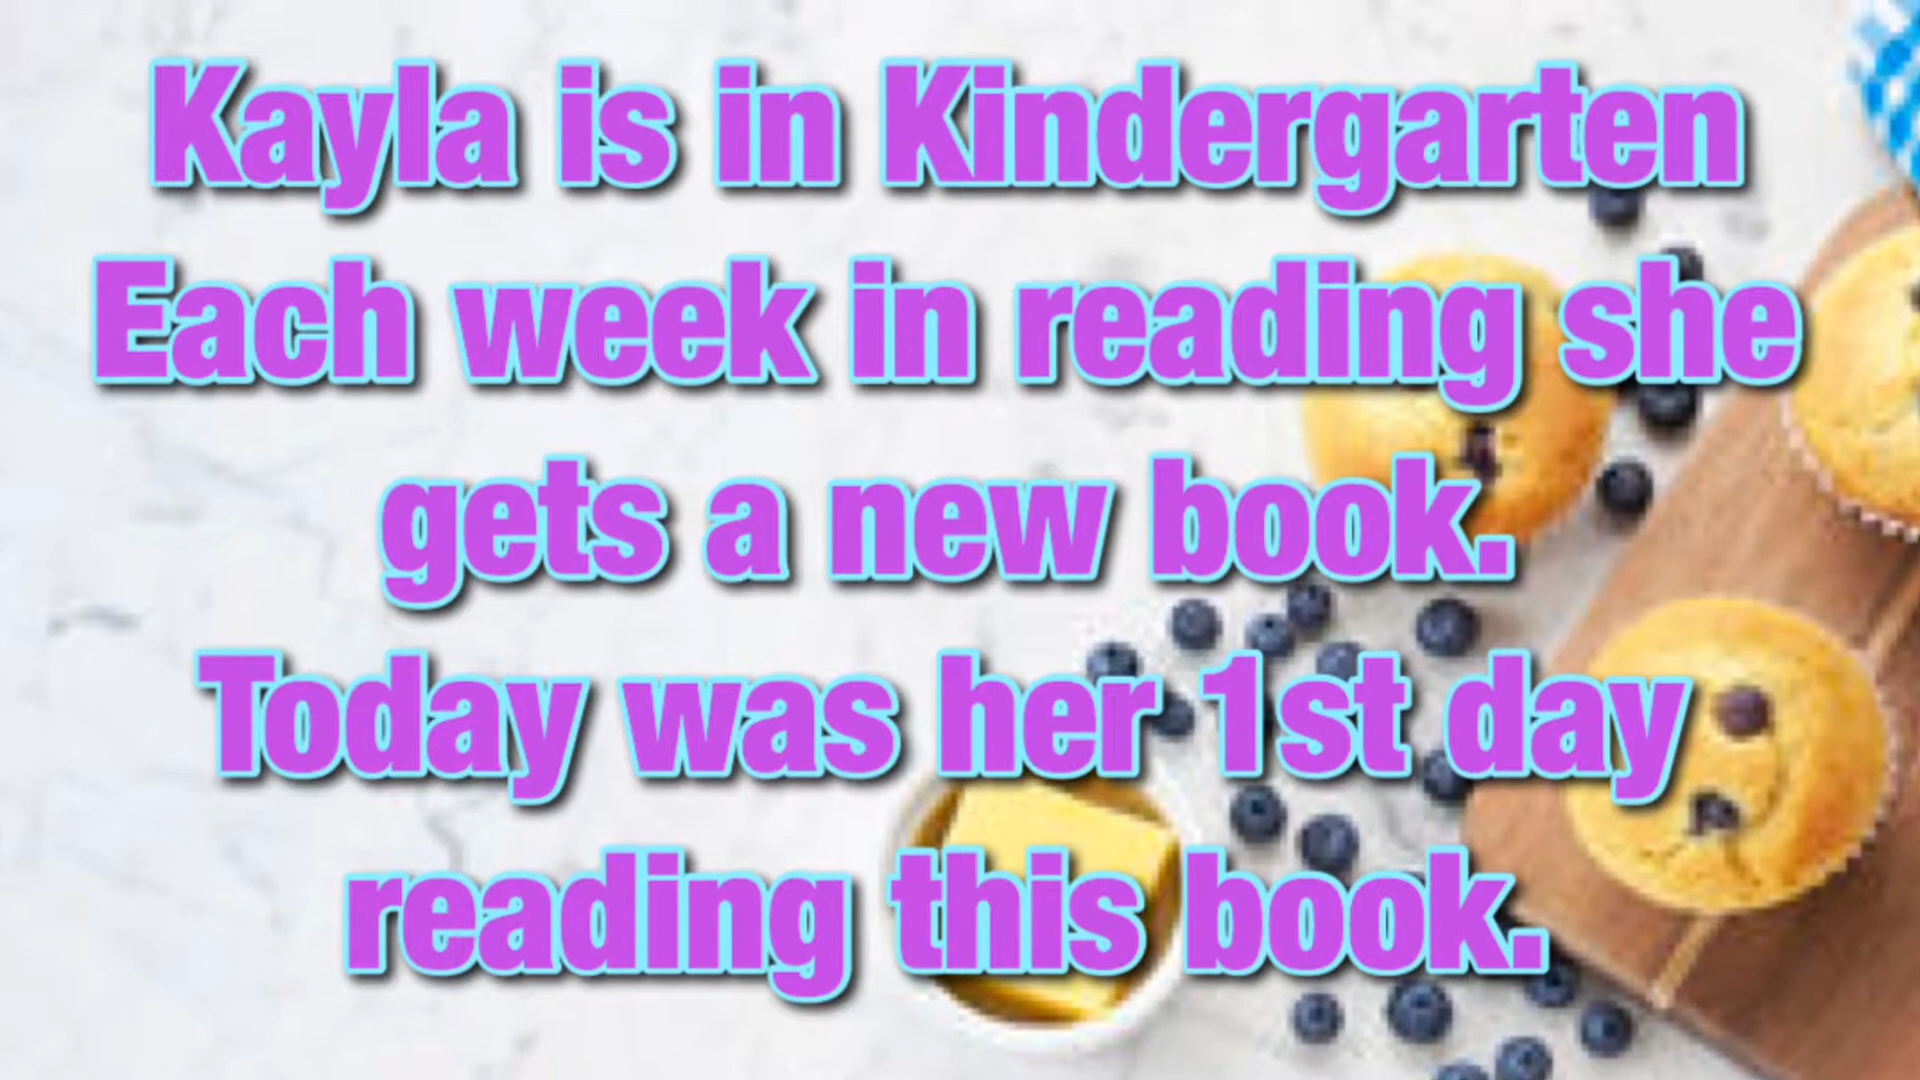 Kayla is in Kindergarten
Each week in reading she
gets a new book.
Today was her 1st day
reading this book.